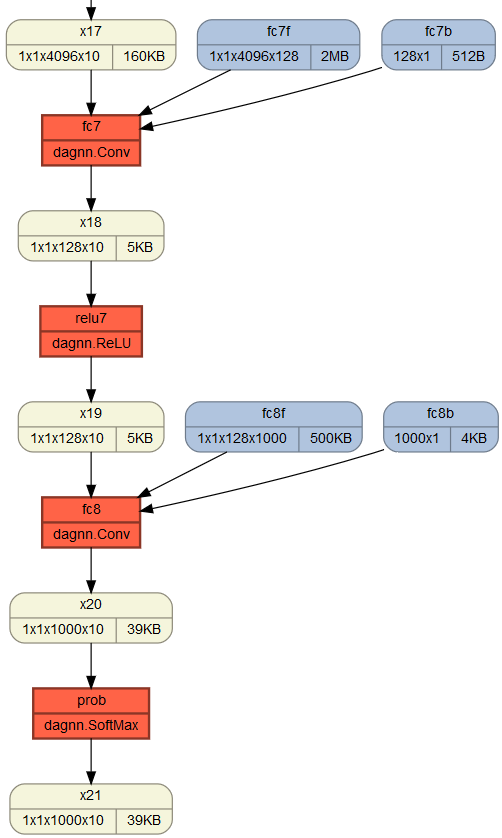 x17
1x1x4096x10 160KB
fc7f
1x1x4096x128 2MB
fc7b
128x1 512B
fc7
dagnn.Conv
x18
1x1x128x10 5KB
relu7
dagnn.ReLU
x19
1x1x128x10 5KB
fc8f
1x1x128x1000 500KB
fc8b
1000x1 4KB
fc8
dagnn.Conv
x20
1x1x1000x10 39KB
prob
dagnn.SoftMax
x21
1x1x1000x10 39KB